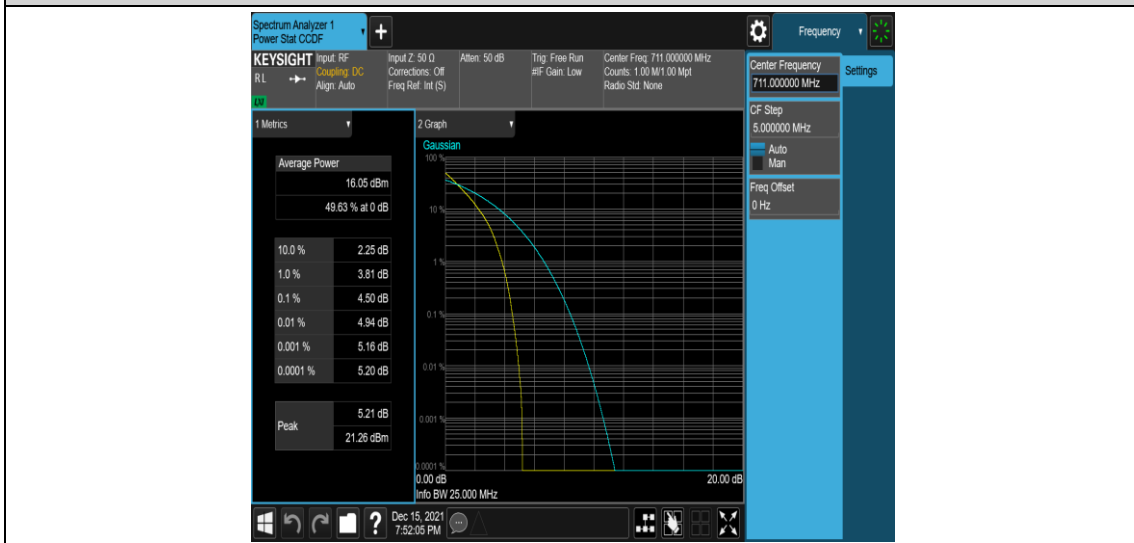 Spectrum Analyzer 1
Power Stat CCDF
Frequency
KEYSIGHT
RL
LXI
Input: RF
Coupling: DC
Align: Auto
Input Z: 50 Ω
Corrections: Off
Freq Ref: Int (S)
Atten: 50 dB
Trig: Free Run
#IF Gain: Low
Center Freq: 711.000000 MHz
Counts: 1.00 M/1.00 Mpt
Radio Std: None
Center Frequency
711.000000 MHz
Settings
CF Step
5.000000 MHz
Auto
Man
Freq Offset
0 Hz
1 Metrics
Average Power
16.05 dBm
49.63 % at 0 dB
10.0 % 2.25 dB
1.0 % 3.81 dB
0.1 % 4.50 dB
0.01 % 4.94 dB
0.001 % 5.16 dB
0.0001 % 5.20 dB
Peak 5.21 dB
21.26 dBm
2 Graph
Gaussian
100 %
10 %
1 %
0.1 %
0.01 %
0.001 %
0.0001 %
0.00 dB 20.00 dB
Info BW 25.000 MHz
Dec 15, 2021
7:52:05 PM